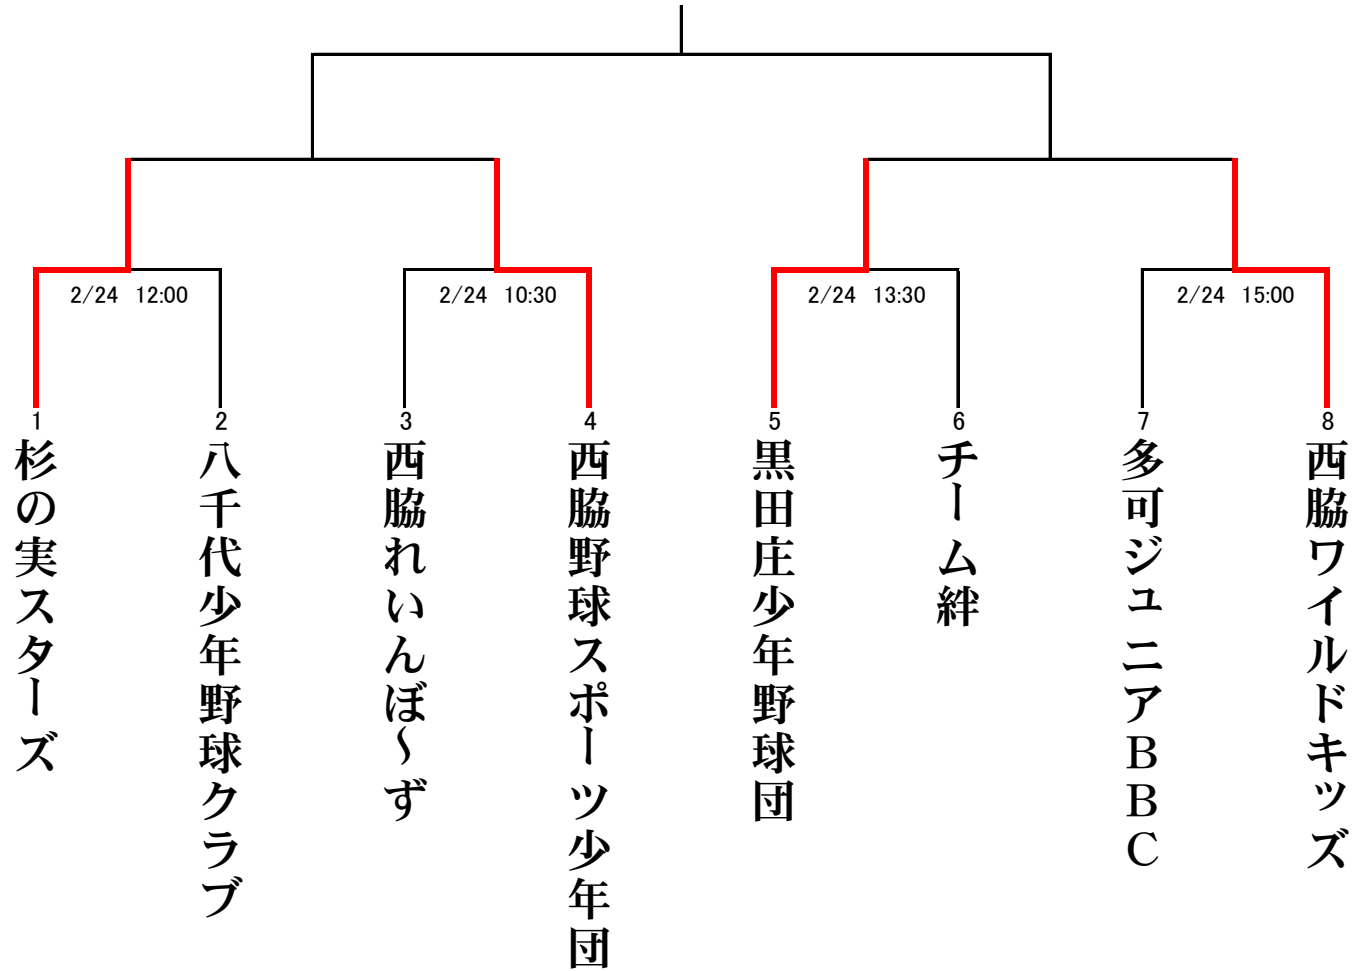 2/24 12:00
2/24 10:30
2/24 13:30
2/24 15:00
1
2
3
4
5
6
7
8
杉の実スターズ
八千代少年野球クラブ
西脇れいんぼ～ず
西脇野球スポーツ少年団
黒田庄少年野球団
チーム絆
多可ジュニアＢＢＣ
西脇ワイルドキッズ